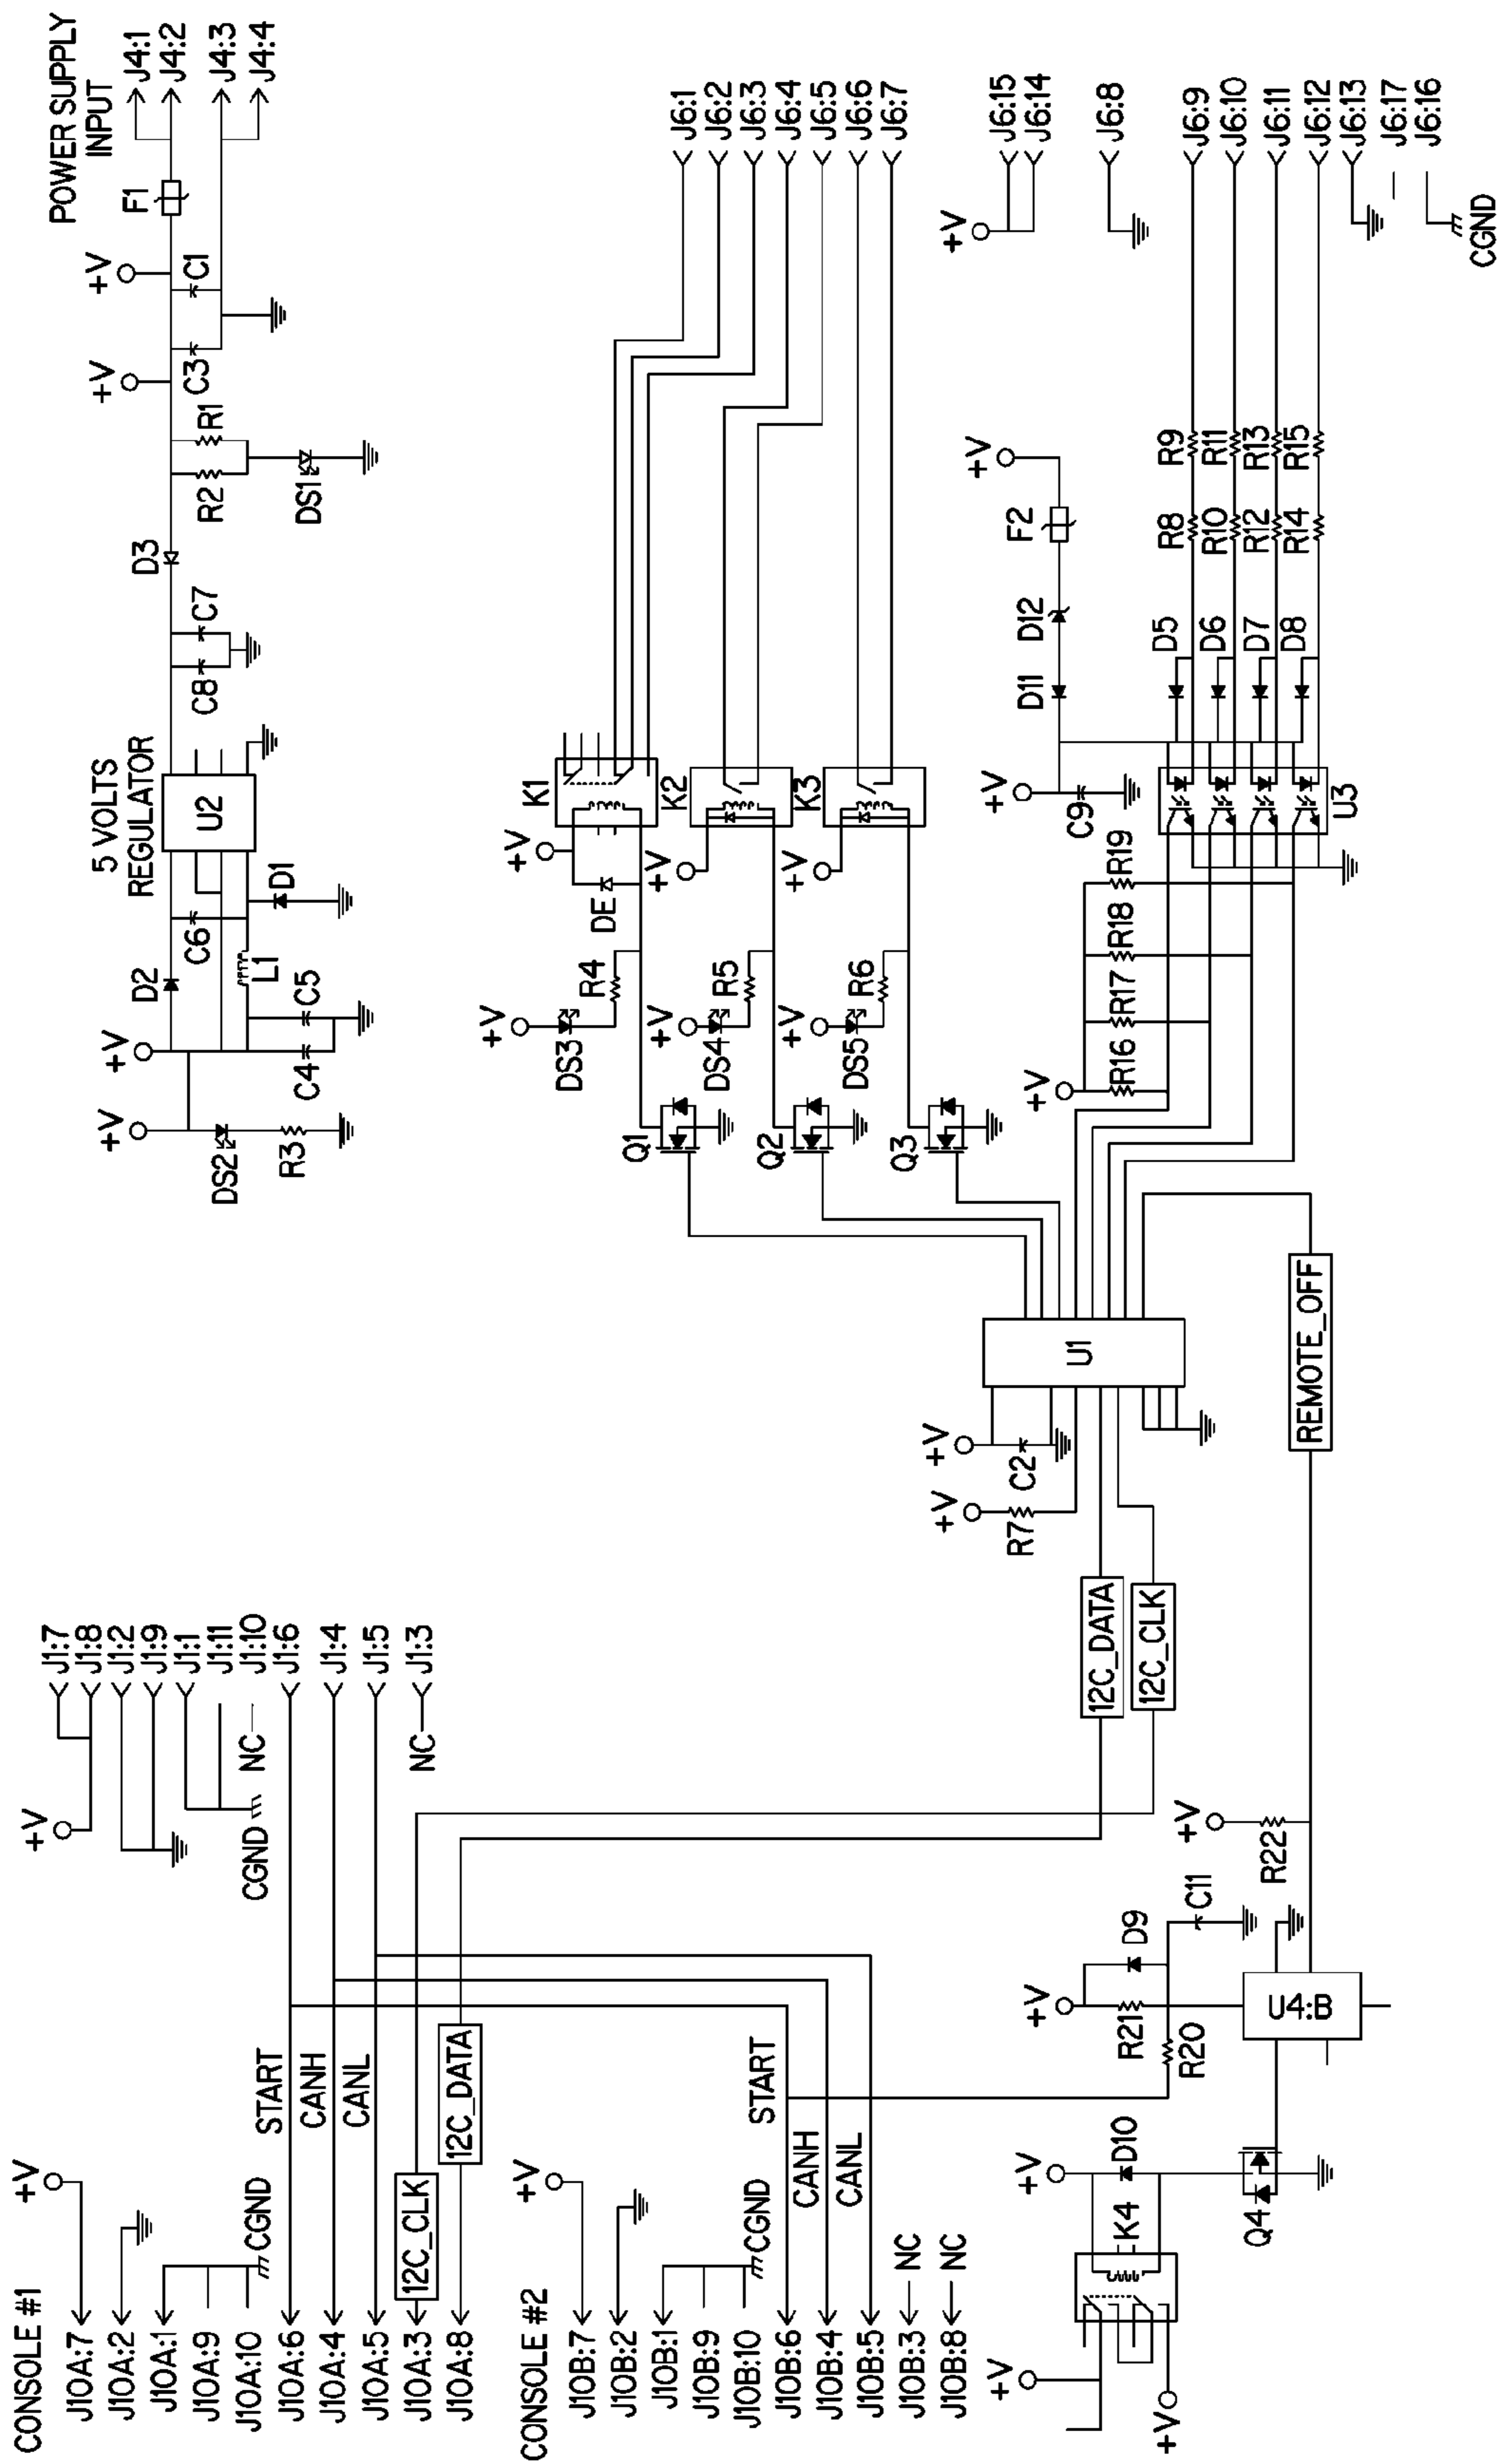 CONSOLE #1
J10A:7
J10A:2
J10A:1
J10A:9
J10A:10
J10A:6
J10A:4
J10A:5
J10A:3
J10A:8
+V
CGND
START
CANH
CANL
12C_CLK
12C_DATA
+V
CGND
NC
NC
J1:7
J1:8
J1:2
J1:9
J1:1
J1:11
J1:10
J1:6
J1:4
J1:5
J1:3
CONSOLE #2
J10B:7
J10B:2
J10B:1
J10B:9
J10B:10
J10B:6
J10B:4
J10B:5
J10B:3
J10B:8
+V
CGND
START
CANH
CANL
NC
NC
+V
+V
K4
+V
D10
Q4
+V
R21
R20
D9
C11
U4:B
+V
R22
12C_DATA
12C_CLK
REMOTE_OFF
+V
R7
+V
C2
U1
+V
DS2
R3
+V
C4
C5
D2
C6
L1
D1
5 VOLTS
REGULATOR
U2
C8
C7
D3
R2
R1
DS1
+V
C3
+V
C1
F1
POWER SUPPLY
INPUT
J4:1
J4:2
J4:3
J4:4
Q1
Q2
Q3
+V
DS3
R4
+V
DS4
R5
+V
DS5
R6
+V
DE
K1
+V
K2
+V
K3
J6:1
J6:2
J6:3
J6:4
J6:5
J6:6
J6:7
+V
R16
R17
R18
R19
+V
C9
U3
D11
D12
F2
+V
D5
D6
D7
D8
R8
R9
R10
R11
R12
R13
R14
R15
+V
J6:15
J6:14
J6:8
J6:9
J6:10
J6:11
J6:12
J6:13
J6:17
J6:16
CGND